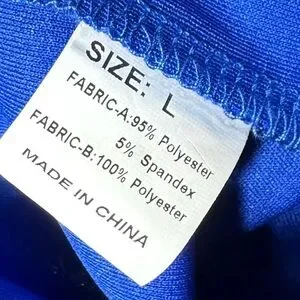 SIZE: L
FABRIC-A:95% Polyester
5% Spandex
FABRIC-B:100% Polyester
MADE IN CHINA